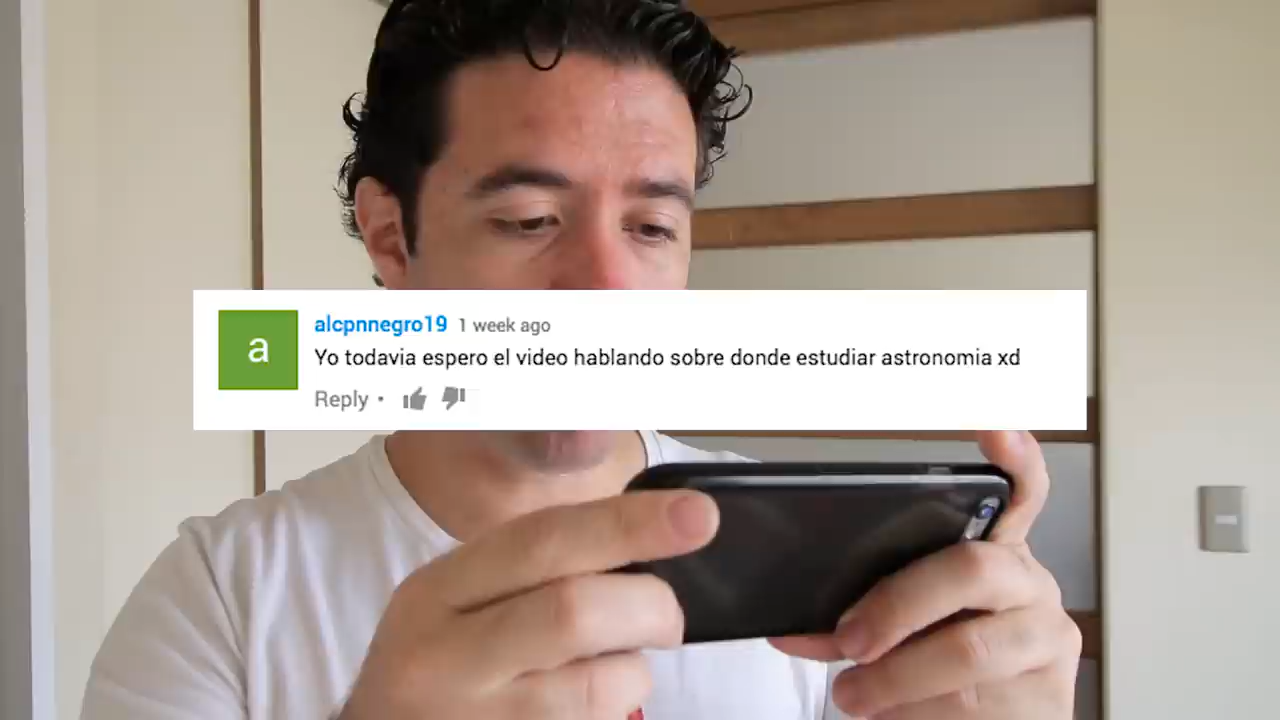 a
alcpnnegro19 1 week ago
Yo todavia espero el video hablando sobre donde estudiar astronomia xd
Reply •